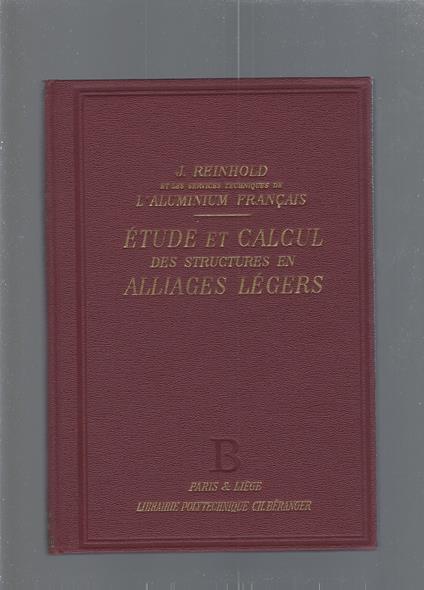 J. REINHOLD
ET LES SERVICES TECHNIQUES DE
L'ALUMINIUM FRANÇAIS
ÉTUDE ET CALCUL
DES STRUCTURES EN
ALLIAGES LÉGERS
B
PARIS & LIÈGE
LIBRAIRIE POLYTECHNIQUE CH. BÉRANGER